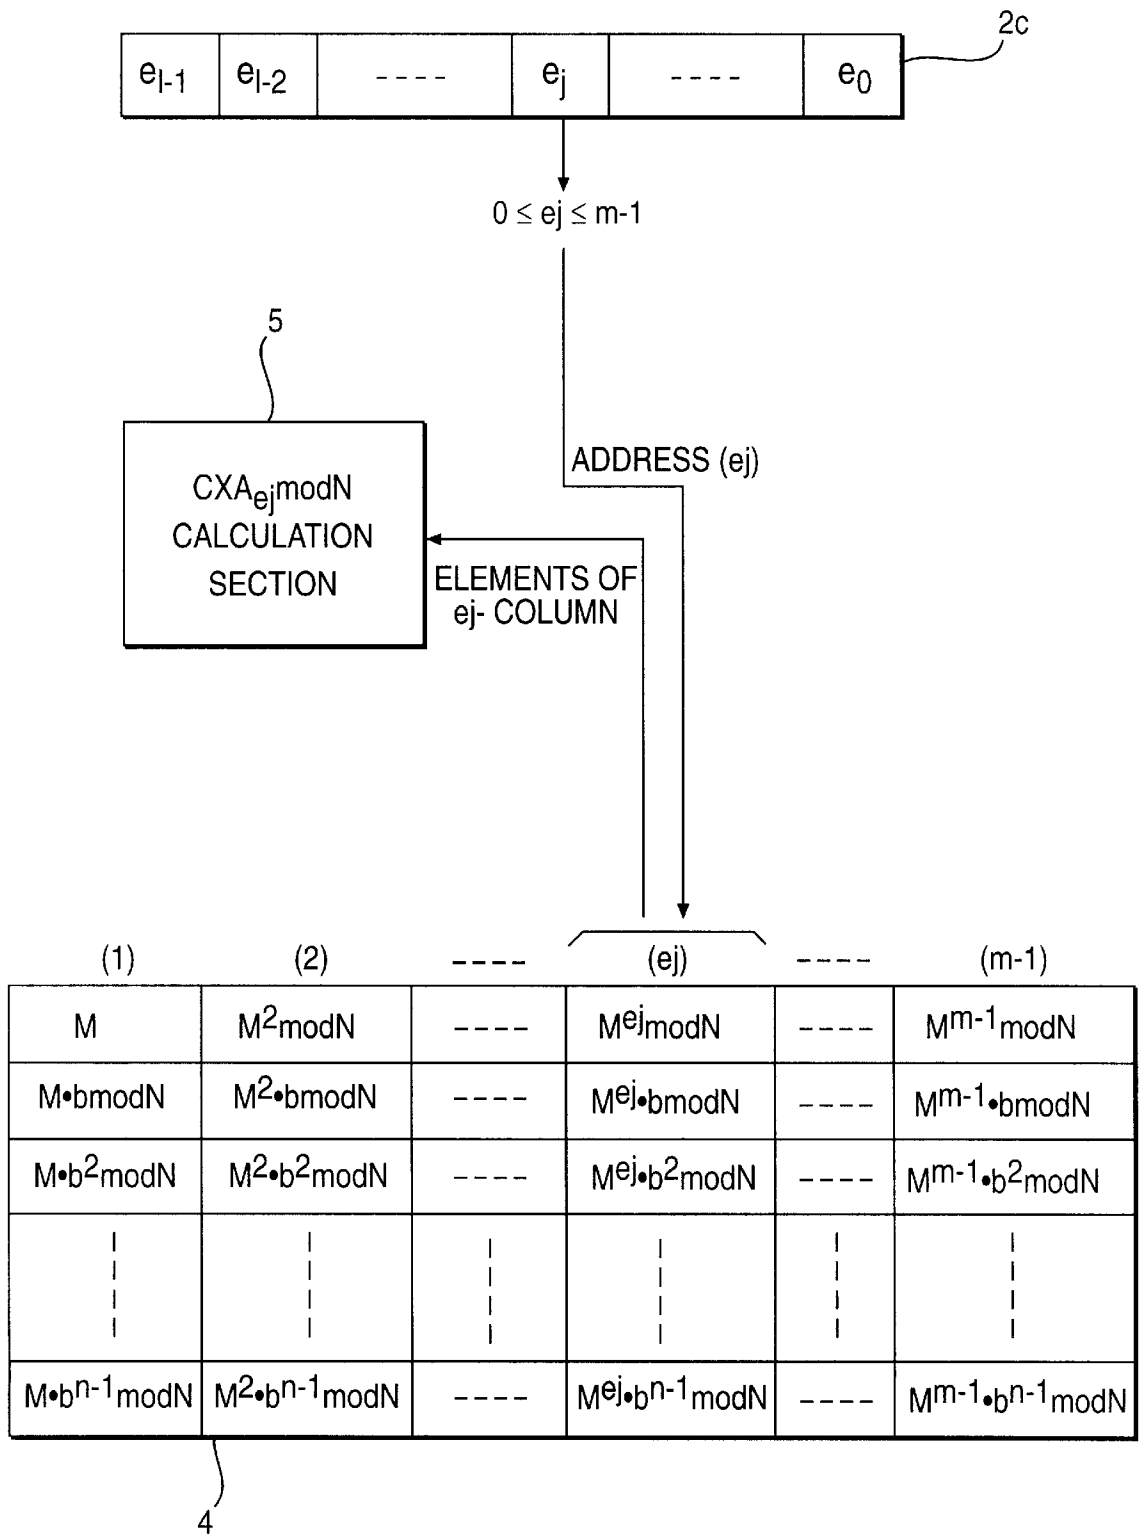 2c
e_{l-1} e_{l-2} ---- e_j ---- e_0
0 ≤ ej ≤ m-1
5
ADDRESS (ej)
CXA_{ej}modN
CALCULATION
SECTION
ELEMENTS OF
ej- COLUMN
(1) (2) ---- (ej) ---- (m-1)
M M^2modN ---- M^{ej}modN ---- M^{m-1}modN
M•bmodN M^2•bmodN ---- M^{ej}•bmodN ---- M^{m-1}•bmodN
M•b^2modN M^2•b^2modN ---- M^{ej}•b^2modN ---- M^{m-1}•b^2modN
M•b^{n-1}modN M^2•b^{n-1}modN ---- M^{ej}•b^{n-1}modN ---- M^{m-1}•b^{n-1}modN
4